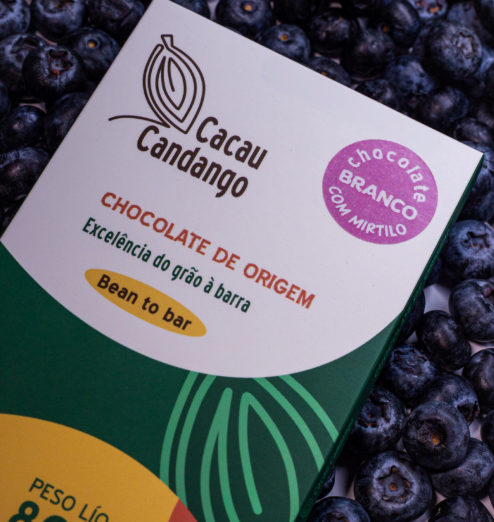 Cacau
Candango
chocolate
BRANCO
COM MIRTILO
CHOCOLATE DE ORIGEM
Excelência do grão à barra
Bean to bar
PESO LÍQ